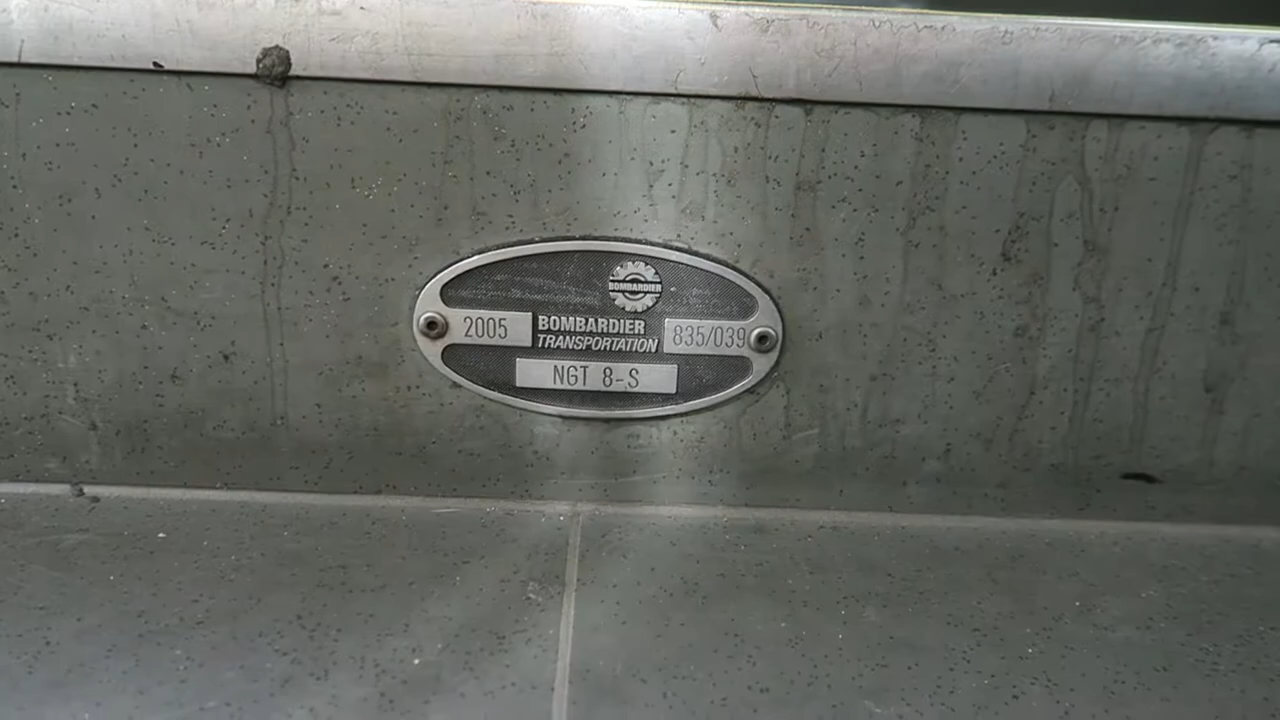 BOMBARDIER
2005
BOMBARDIER
TRANSPORTATION
835/039
NGT 8-S